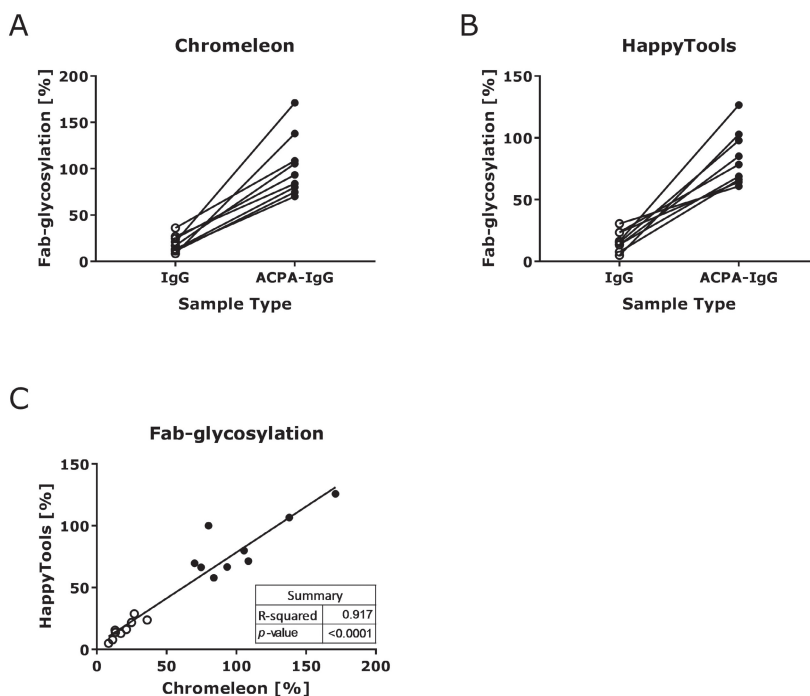 A
Chromeleon
Fab-glycosylation [%]
200
150
100
50
0
IgG
ACPA-IgG
Sample Type
B
HappyTools
Fab-glycosylation [%]
150
100
50
0
IgG
ACPA-IgG
Sample Type
C
Fab-glycosylation
HappyTools [%]
150
100
50
0
Summary
R-squared 0.917
p-value <0.0001
0 50 100 150 200
Chromeleon [%]